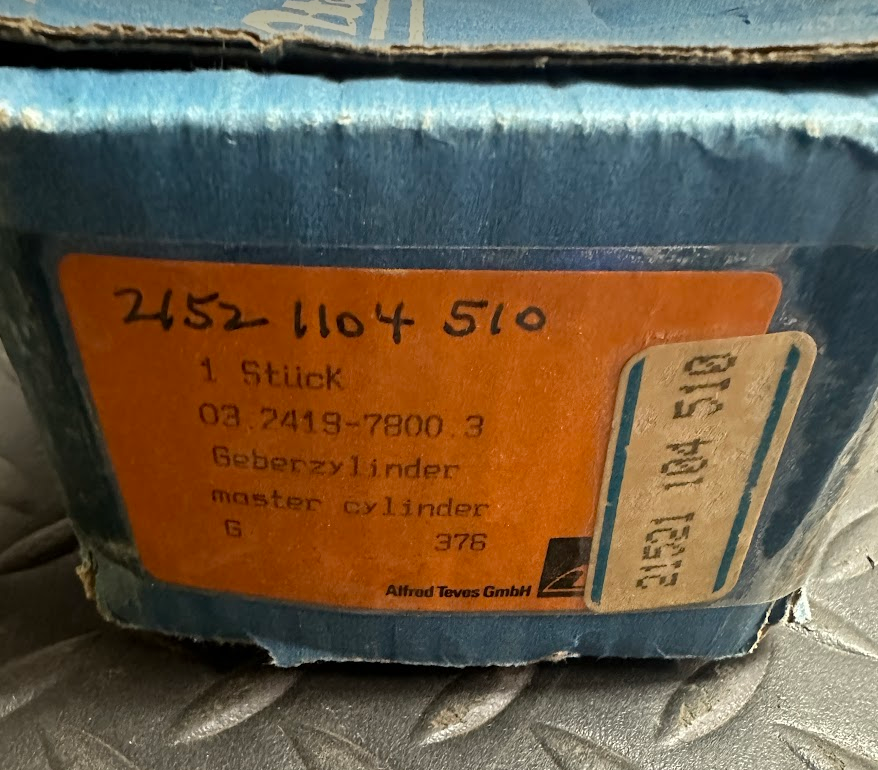 2152 1104 510
1 Stück
03.2419-7800.3
Geberzylinder
master cylinder
G 376
Alfred Teves GmbH
21521 104 510